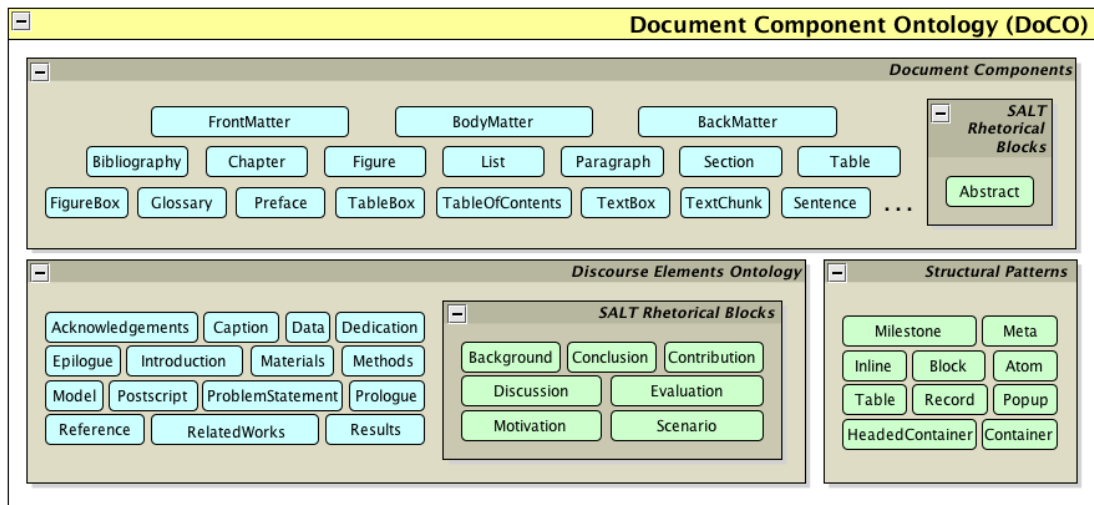 Document Component Ontology (DoCO)
Document Components
FrontMatter BodyMatter BackMatter
Bibliography Chapter Figure List Paragraph Section Table
FigureBox Glossary Preface TableBox TableOfContents TextBox TextChunk Sentence ...
SALT
Rhetorical
Blocks
Abstract
Discourse Elements Ontology
Acknowledgements Caption Data Dedication
Epilogue Introduction Materials Methods
Model Postscript ProblemStatement Prologue
Reference RelatedWorks Results
SALT Rhetorical Blocks
Background Conclusion Contribution
Discussion Evaluation
Motivation Scenario
Structural Patterns
Milestone Meta
Inline Block Atom
Table Record Popup
HeadedContainer Container